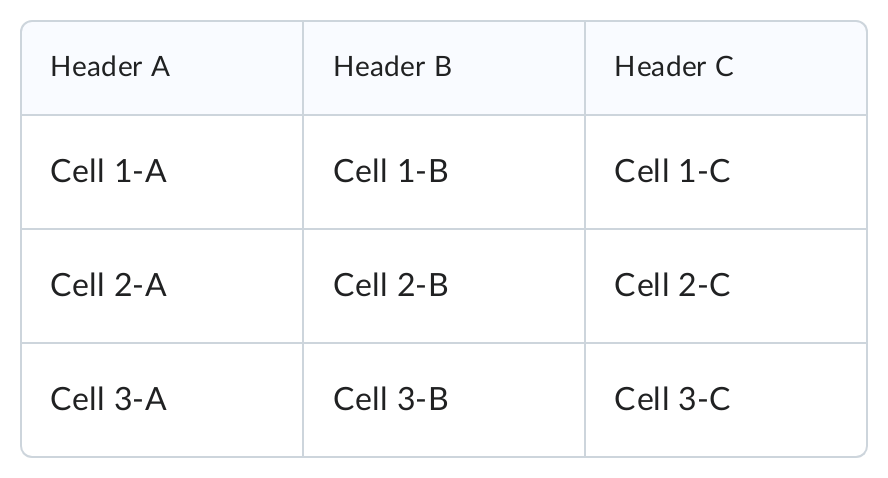 Header A Header B Header C
Cell 1-A Cell 1-B Cell 1-C
Cell 2-A Cell 2-B Cell 2-C
Cell 3-A Cell 3-B Cell 3-C